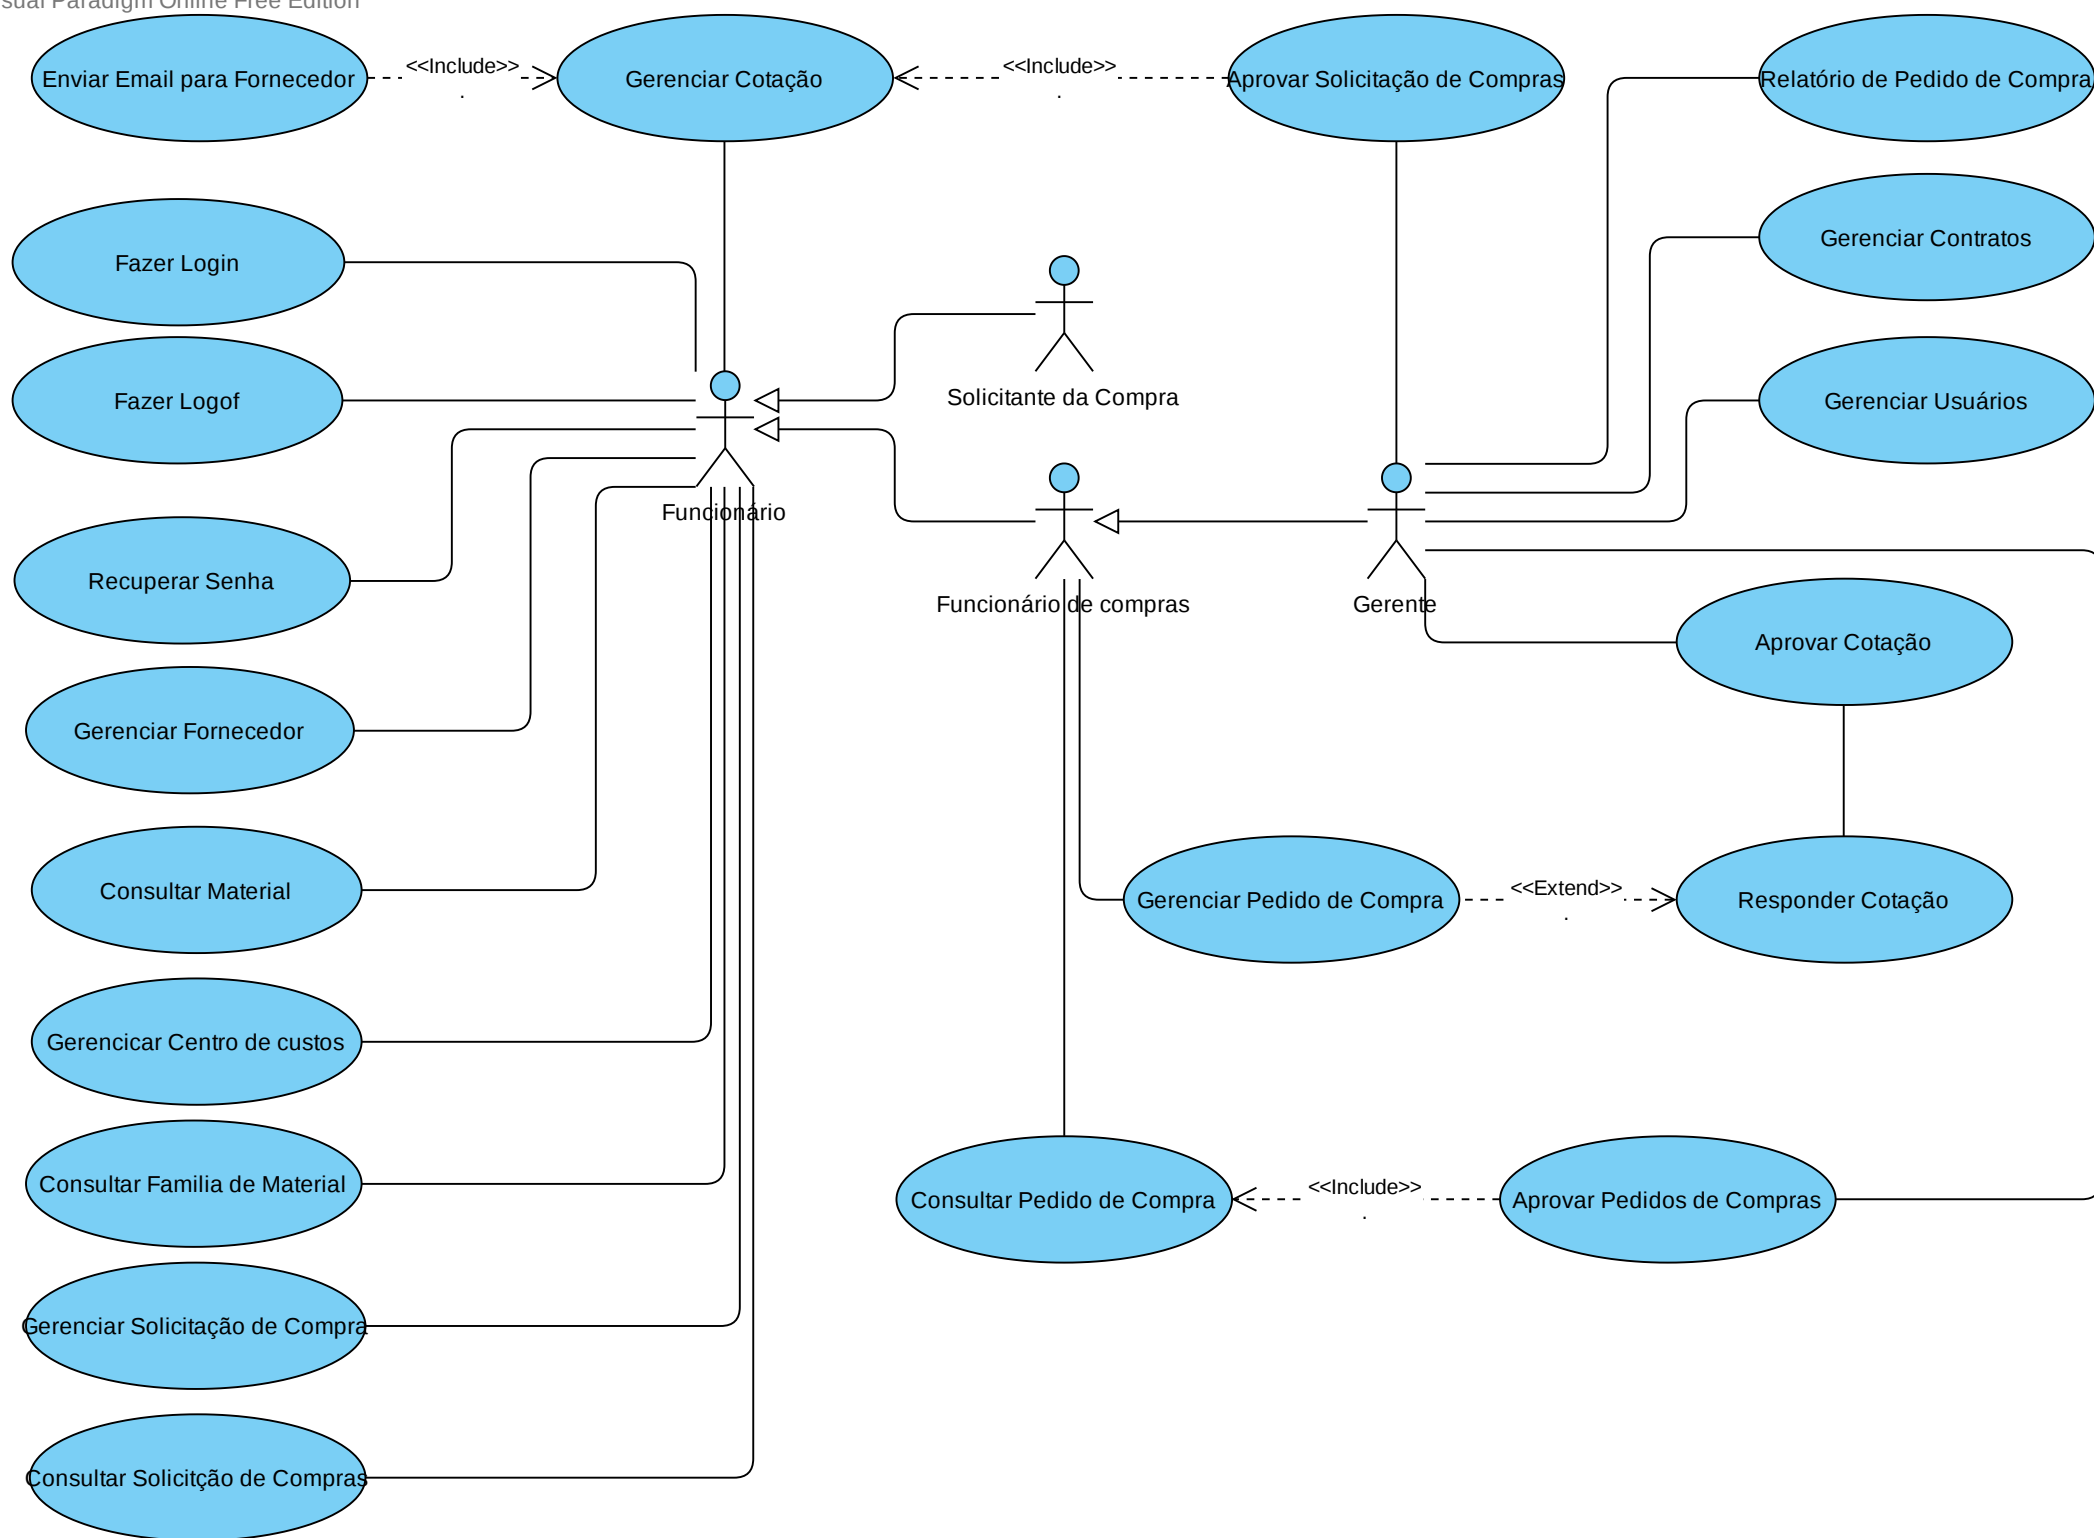 sual Paradigm Online Free Edition
Enviar Email para Fornecedor
<<Include>>
.
Gerenciar Cotação
<<Include>>
.
Aprovar Solicitação de Compras
Relatório de Pedido de Compra
Gerenciar Contratos
Fazer Login
Solicitante da Compra
Gerenciar Usuários
Fazer Logof
Funcionário
Recuperar Senha
Funcionário de compras
Gerente
Aprovar Cotação
Gerenciar Fornecedor
Consultar Material
Gerenciar Pedido de Compra
<<Extend>>
.
Responder Cotação
Gerencicar Centro de custos
Consultar Familia de Material
Consultar Pedido de Compra
<<Include>>
.
Aprovar Pedidos de Compras
Gerenciar Solicitação de Compra
Consultar Solicitção de Compras